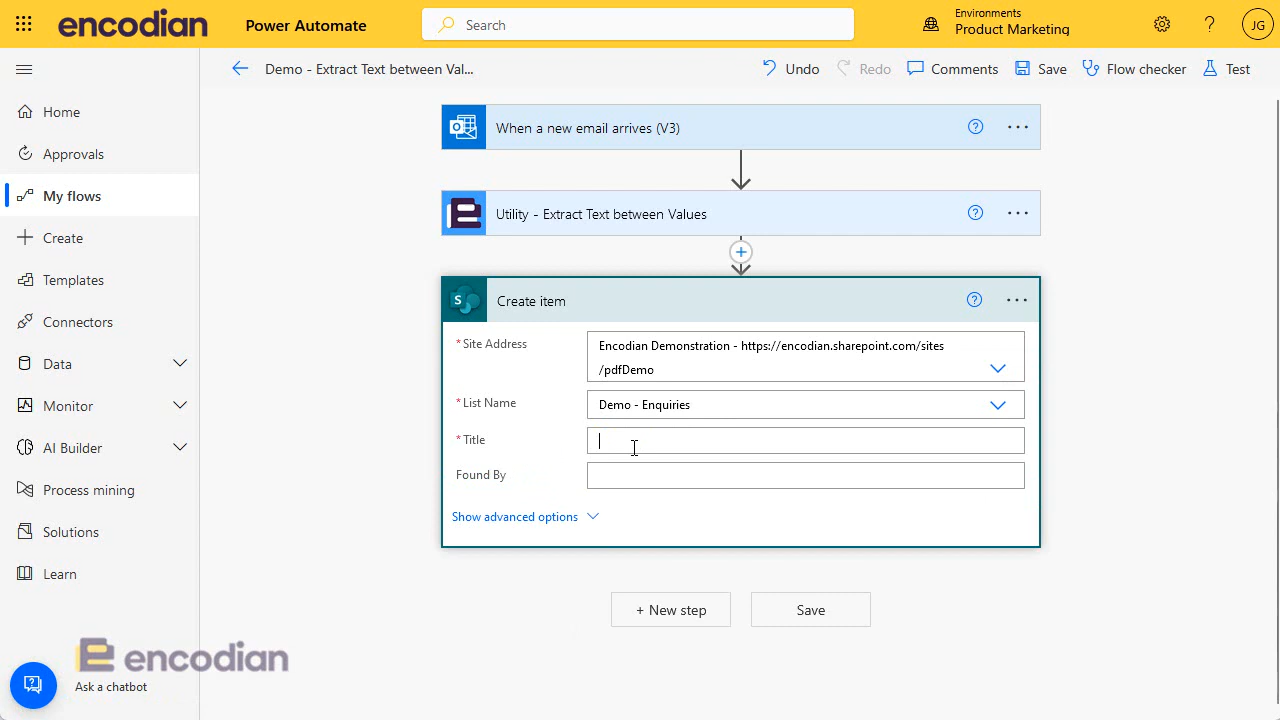 encodian
Power Automate
Search
Environments
Product Marketing
JG
Demo - Extract Text between Val...
Undo
Redo
Comments
Save
Flow checker
Test
Home
Approvals
My flows
Create
Templates
Connectors
Data
Monitor
AI Builder
Process mining
Solutions
Learn
When a new email arrives (V3)
Utility - Extract Text between Values
Create item
* Site Address
Encodian Demonstration - https://encodian.sharepoint.com/sites
/pdfDemo
* List Name
Demo - Enquiries
* Title
Found By
Show advanced options
+ New step
Save
encodian
Ask a chatbot